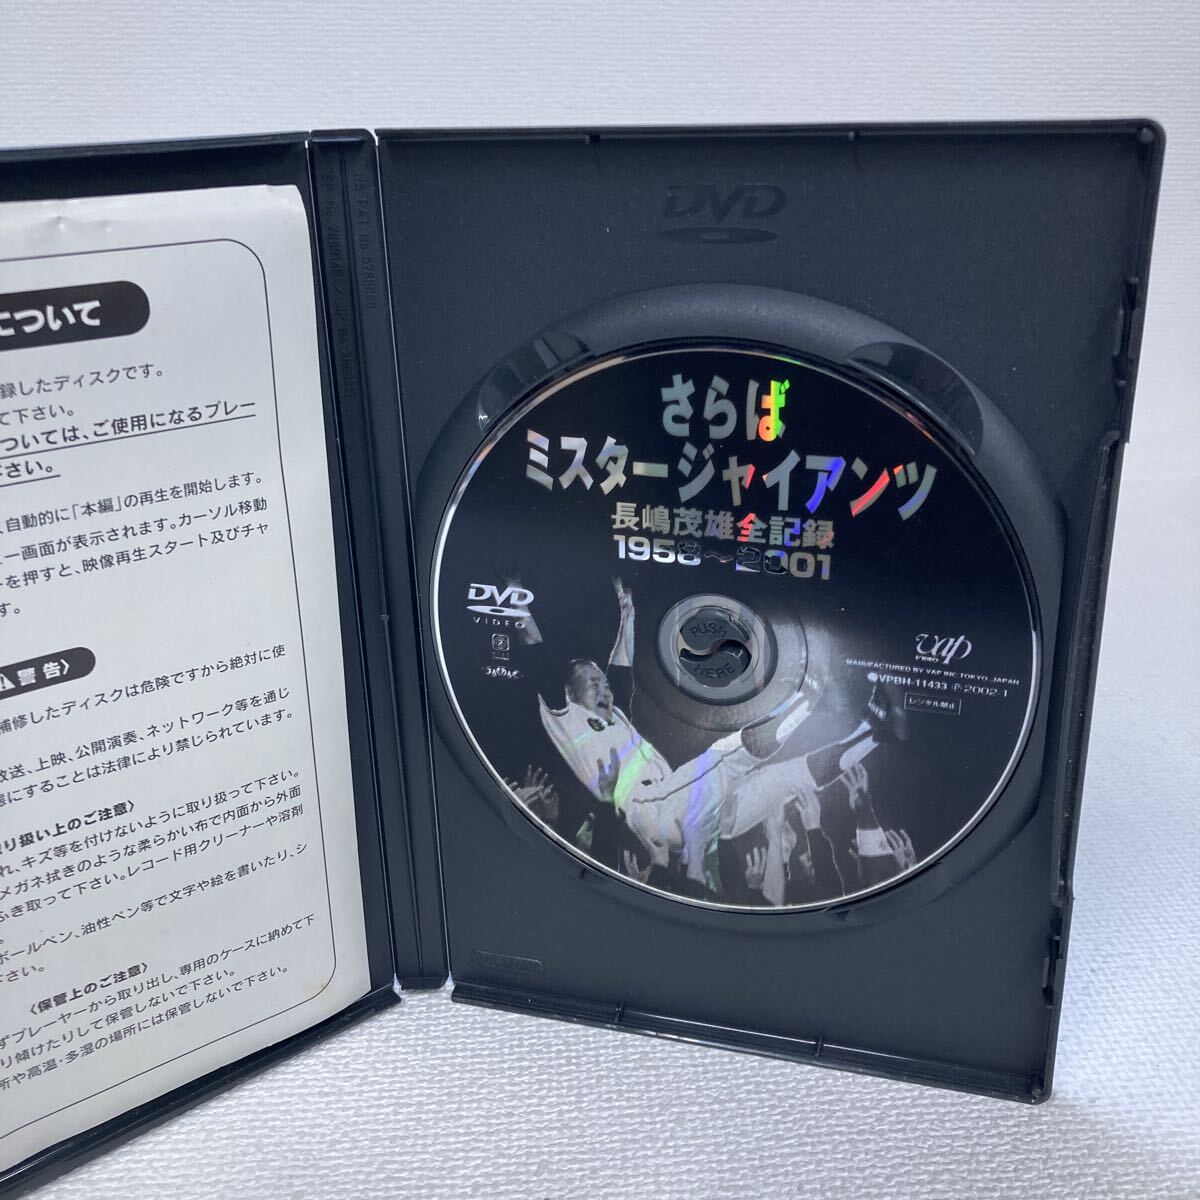 について
録したディスクです。
て下さい。
ついては、ご使用になるプレー
さい。
、自動的に「本編」の再生を開始します。
ー画面が表示されます。カーソル移動
ーを押すと、映像再生スタート及びチャ
す。
警告〉
補修したディスクは危険ですから絶対に使
放送、上映、公開演奏、ネットワーク等を通じ
態にすることは法律により禁じられています。
り扱い上のご注意〉
れ、キズ等を付けないように取り扱って下さい。
メガネ拭きのような柔らかい布で内面から外面
ふき取って下さい。レコード用クリーナーや溶剤
ボールペン、油性ペン等で文字や絵を書いたり、シ
さい。
〈保管上のご注意〉
ずプレーヤーから取り出し、専用のケースに納めて下
り傾けたりして保管しないで下さい。
所や高温・多湿の場所には保管しないで下さい。
DVD
さらば
ミスタージャイアンツ
長嶋茂雄全記録
1958〜2001
DVD
VIDEO
2
PUSH
HERE
vap
VIDEO
MANUFACTURED BY VAP INC.TOKYO.JAPAN
VPBH-11433 ℗2002.1
レンタル禁止